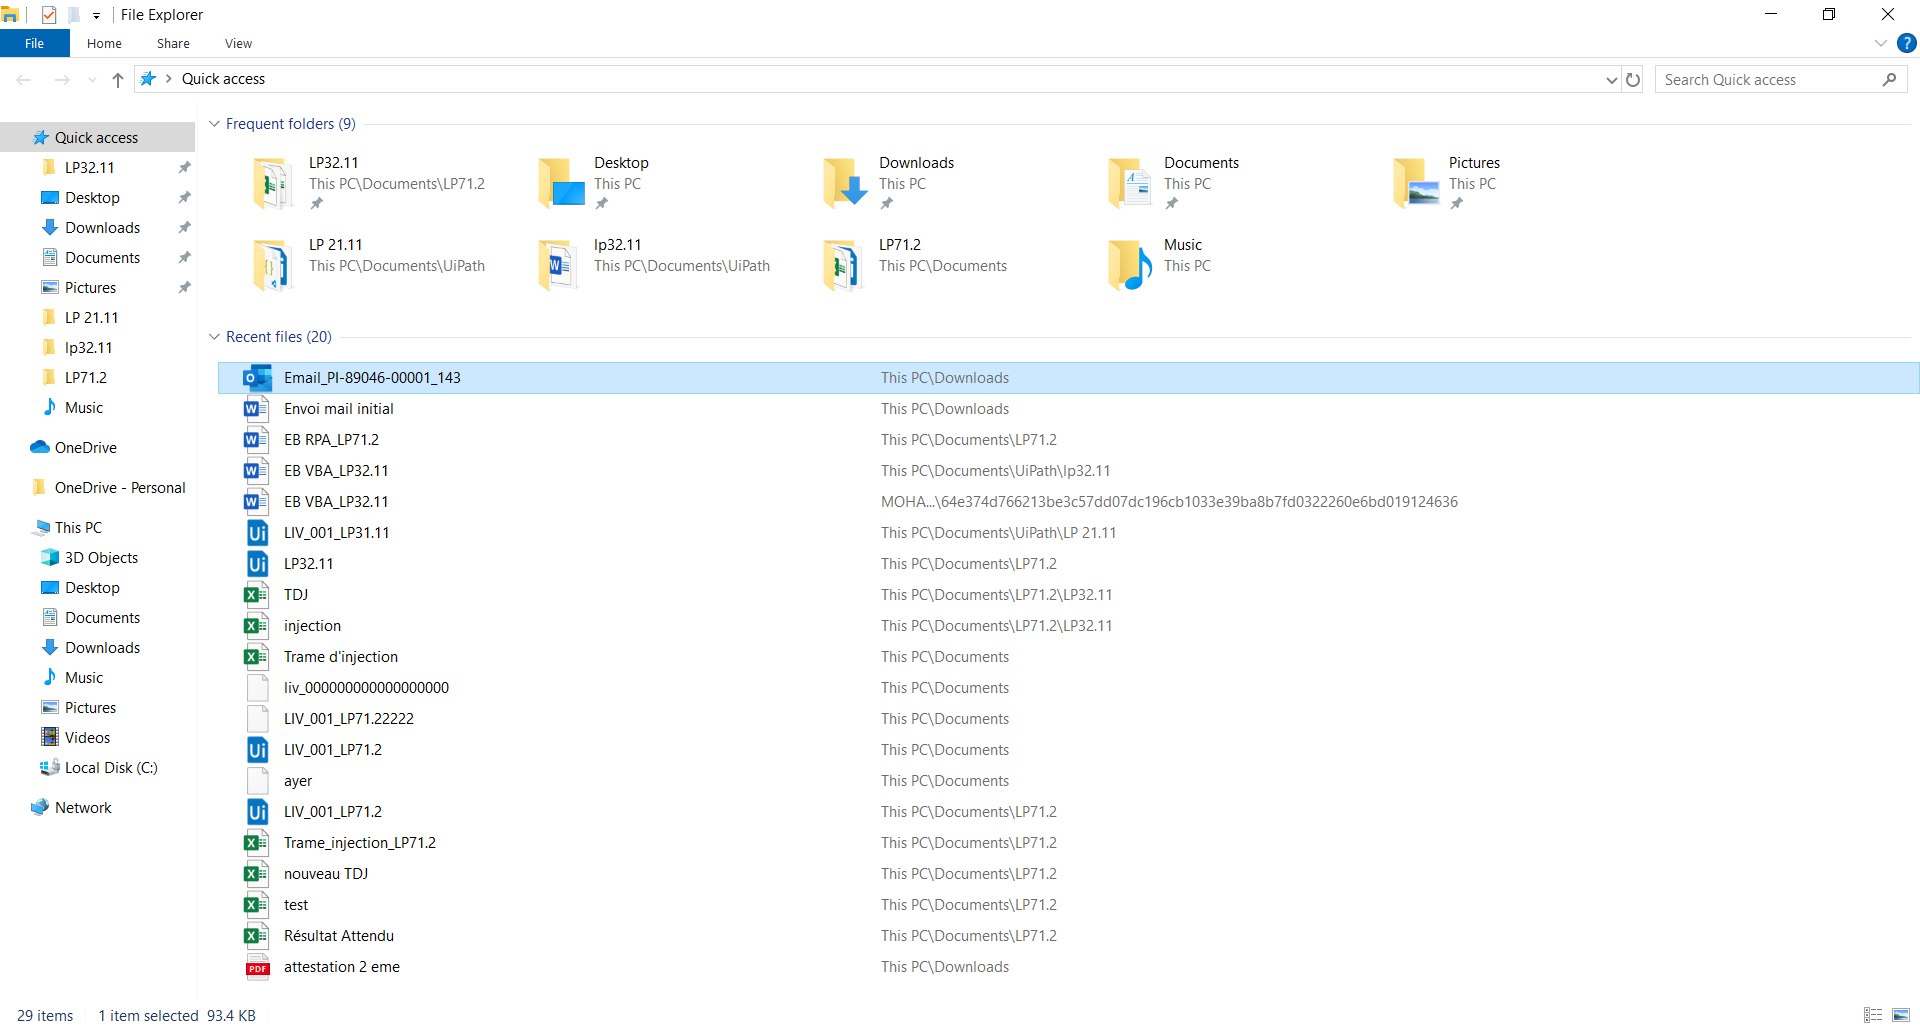 File Explorer
File Home Share View
Quick access Search Quick access
Quick access
LP32.11
Desktop
Downloads
Documents
Pictures
LP 21.11
lp32.11
LP71.2
Music
OneDrive
OneDrive - Personal
This PC
3D Objects
Desktop
Documents
Downloads
Music
Pictures
Videos
Local Disk (C:)
Network
Frequent folders (9)
LP32.11
This PC\Documents\LP71.2
Desktop
This PC
Downloads
This PC
Documents
This PC
Pictures
This PC
LP 21.11
This PC\Documents\UiPath
lp32.11
This PC\Documents\UiPath
LP71.2
This PC\Documents
Music
This PC
Recent files (20)
Email_PI-89046-00001_143 This PC\Downloads
Envoi mail initial This PC\Downloads
EB RPA_LP71.2 This PC\Documents\LP71.2
EB VBA_LP32.11 This PC\Documents\UiPath\lp32.11
EB VBA_LP32.11 MOHA...\64e374d766213be3c57dd07dc196cb1033e39ba8b7fd0322260e6bd019124636
LIV_001_LP31.11 This PC\Documents\UiPath\LP 21.11
LP32.11 This PC\Documents\LP71.2
TDJ This PC\Documents\LP71.2\LP32.11
injection This PC\Documents\LP71.2\LP32.11
Trame d'injection This PC\Documents
liv_000000000000000000 This PC\Documents
LIV_001_LP71.22222 This PC\Documents
LIV_001_LP71.2 This PC\Documents
ayer This PC\Documents
LIV_001_LP71.2 This PC\Documents\LP71.2
Trame_injection_LP71.2 This PC\Documents\LP71.2
nouveau TDJ This PC\Documents\LP71.2
test This PC\Documents\LP71.2
Résultat Attendu This PC\Documents\LP71.2
attestation 2 eme This PC\Downloads
29 items 1 item selected 93.4 KB